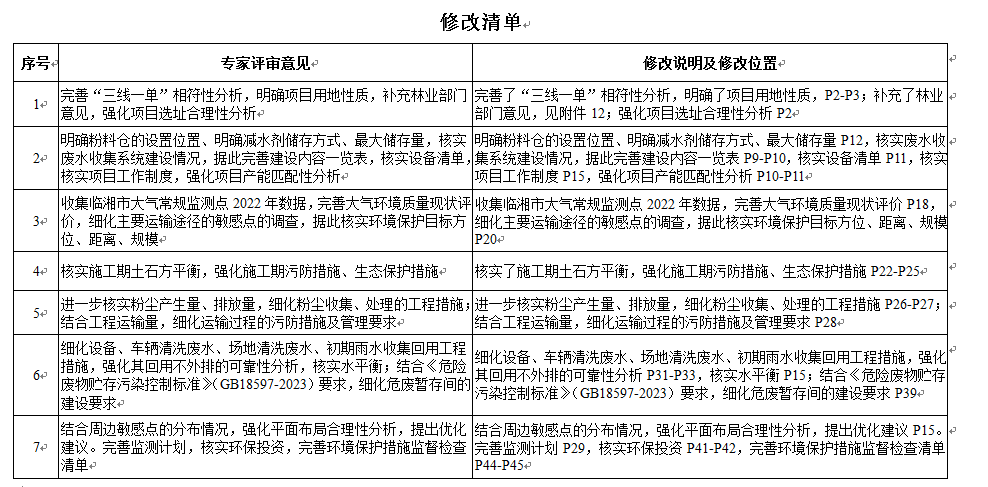 修改清单
序号 专家评审意见 修改说明及修改位置
1
完善“三线一单”相符性分析，明确项目用地性质，补充林业部门
意见，强化项目选址合理性分析
完善了“三线一单”相符性分析，明确了项目用地性质，P2-P3；补充了林业
部门意见，见附件 12；强化项目选址合理性分析 P2
2
明确粉料仓的设置位置、明确减水剂储存方式、最大储存量，核实
废水收集系统建设情况，据此完善建设内容一览表，核实设备清单，
核实项目工作制度，强化项目产能匹配性分析
明确粉料仓的设置位置、明确减水剂储存方式、最大储存量 P12，核实废水收
集系统建设情况，据此完善建设内容一览表 P9-P10，核实设备清单 P11，核实
项目工作制度 P15，强化项目产能匹配性分析 P10-P11
3
收集临湘市大气常规监测点 2022 年数据，完善大气环境质量现状评
价，细化主要运输途径的敏感点的调查，据此核实环境保护目标方
位、距离、规模
收集临湘市大气常规监测点 2022 年数据，完善大气环境质量现状评价 P18，
细化主要运输途径的敏感点的调查，据此核实环境保护目标方位、距离、规模
P20
4
核实施工期土石方平衡，强化施工期污防措施、生态保护措施
核实了施工期土石方平衡，强化施工期污防措施、生态保护措施 P22-P25
5
进一步核实粉尘产生量、排放量，细化粉尘收集、处理的工程措施；
结合工程运输量，细化运输过程的污防措施及管理要求
进一步核实粉尘产生量、排放量，细化粉尘收集、处理的工程措施 P26-P27；
结合工程运输量，细化运输过程的污防措施及管理要求 P28
6
细化设备、车辆清洗废水、场地清洗废水、初期雨水收集回用工程
措施，强化其回用不外排的可靠性分析，核实水平衡；结合《危险
废物贮存污染控制标准》（GB18597-2023）要求，细化危废暂存间的
建设要求
细化设备、车辆清洗废水、场地清洗废水、初期雨水收集回用工程措施，强化
其回用不外排的可靠性分析 P31-P33，核实水平衡 P15；结合《危险废物贮存
污染控制标准》（GB18597-2023）要求，细化危废暂存间的建设要求 P39
7
结合周边敏感点的分布情况，强化平面布局合理性分析，提出优化
建议。完善监测计划，核实环保投资，完善环境保护措施监督检查
清单
结合周边敏感点的分布情况，强化平面布局合理性分析，提出优化建议 P15。
完善监测计划 P29，核实环保投资 P41-P42，完善环境保护措施监督检查清单
P44-P45